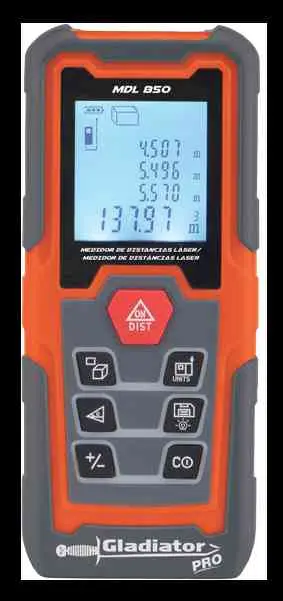 MDL 850
4.507 m
5.496 m
5.570 m
137.97 m³
MEDIDOR DE DISTANCIAS LASER/
MEDIDOR DE DISTÂNCIAS LASER
ON
DIST
UNITS
+/-
C
Gladiator
PRO